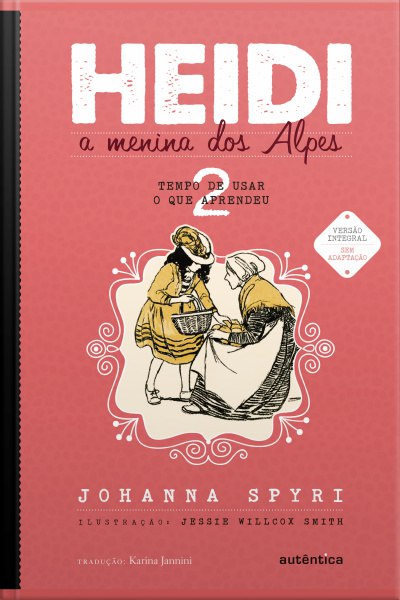 HEIDI
a menina dos Alpes
2
TEMPO DE USAR
O QUE APRENDEU
VERSÃO
INTEGRAL
SEM
ADAPTAÇÃO
JOHANNA SPYRI
ILUSTRAÇÃO: JESSIE WILLCOX SMITH
TRADUÇÃO: Karina Jannini
autêntica